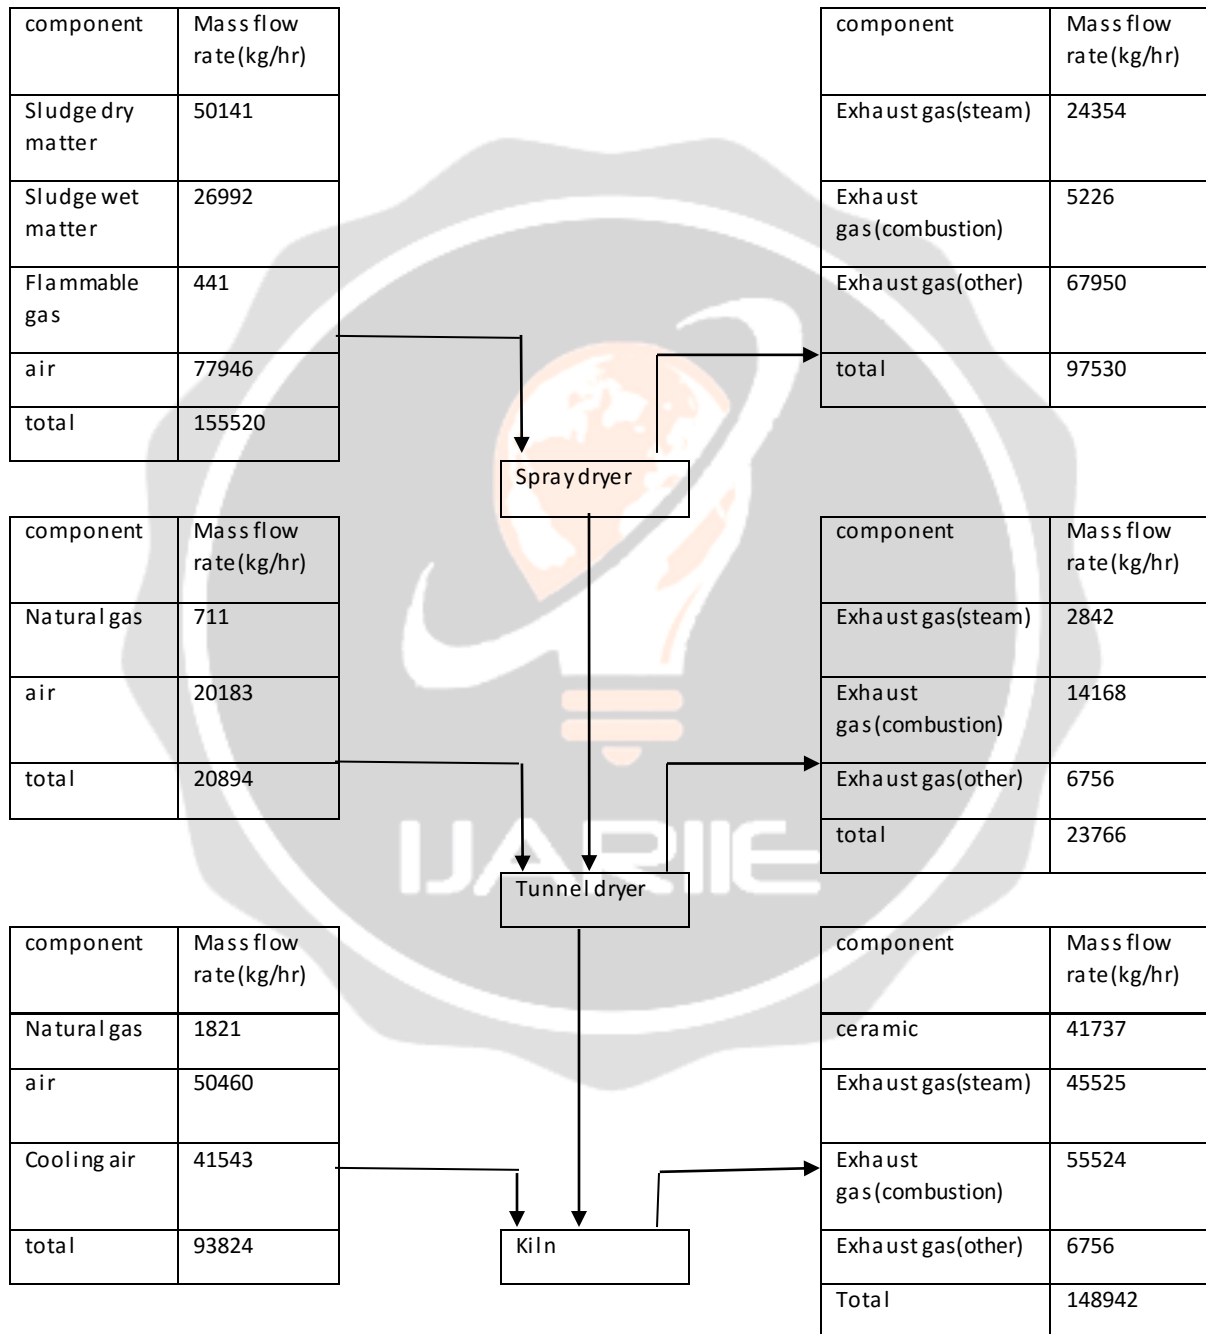 component Mass flow
rate(kg/hr)
Sludge dry 50141
matter
Sludge wet 26992
matter
Flammable 441
gas
air 77946
total 155520
component Mass flow
rate(kg/hr)
Exhaust gas(steam) 24354
Exhaust 5226
gas(combustion)
Exhaust gas(other) 67950
total 97530
Spray dryer
component Mass flow
rate(kg/hr)
Natural gas 711
air 20183
total 20894
component Mass flow
rate(kg/hr)
Exhaust gas(steam) 2842
Exhaust 14168
gas(combustion)
Exhaust gas(other) 6756
total 23766
IJARIIE
Tunnel dryer
component Mass flow
rate(kg/hr)
Natural gas 1821
air 50460
Cooling air 41543
total 93824
component Mass flow
rate(kg/hr)
ceramic 41737
Exhaust gas(steam) 45525
Exhaust 55524
gas(combustion)
Exhaust gas(other) 6756
Total 148942
Kiln